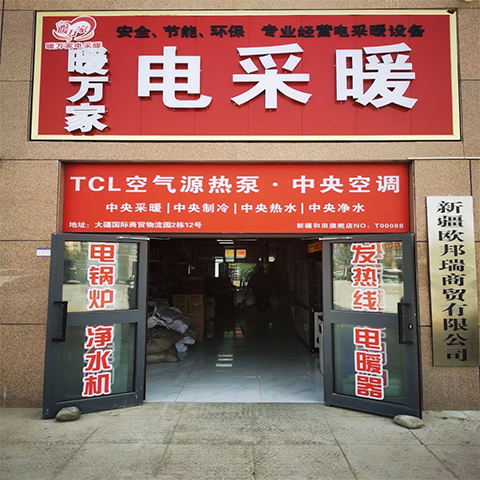 暖万家
暖万家电采暖
安全、节能、环保 专业经营电采暖设备
暖万家
电采暖
TCL空气源热泵·中央空调
中央采暖|中央制冷|中央热水|中央净水
地址：大疆国际商贸物流园2栋12号 新疆和田旗舰店NO：T00088
电锅炉
净水机
发热线
电暖器
新疆欧邦瑞商贸有限公司